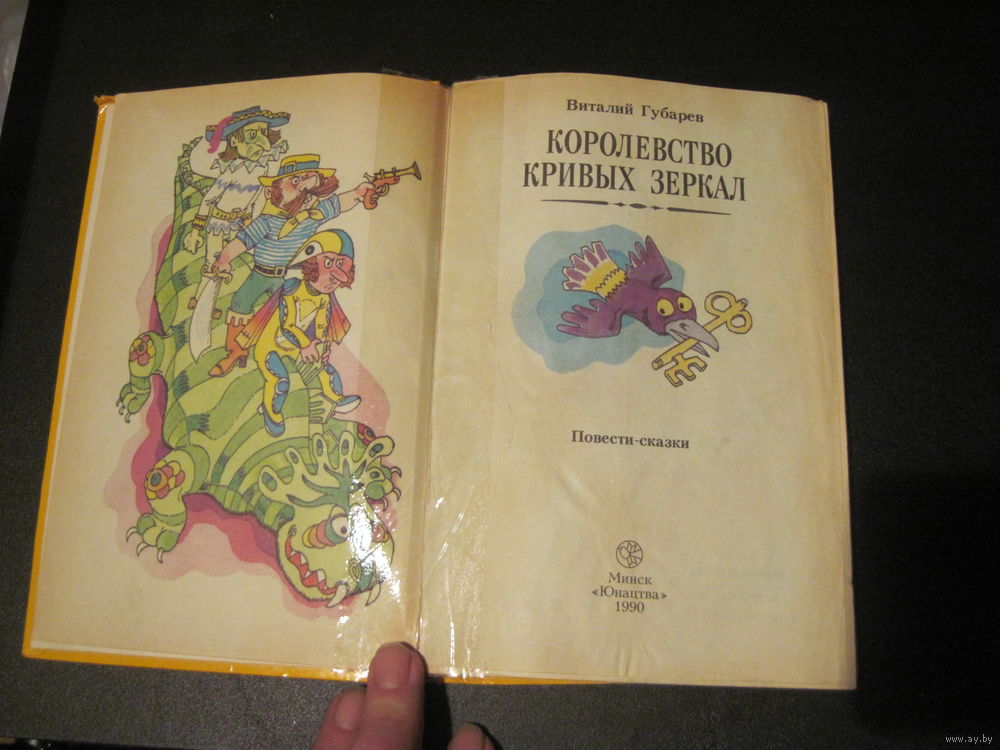 Виталий Губарев
КОРОЛЕВСТВО
КРИВЫХ ЗЕРКАЛ
Повести-сказки
Минск
«Юнацтва»
1990
www.ay.by